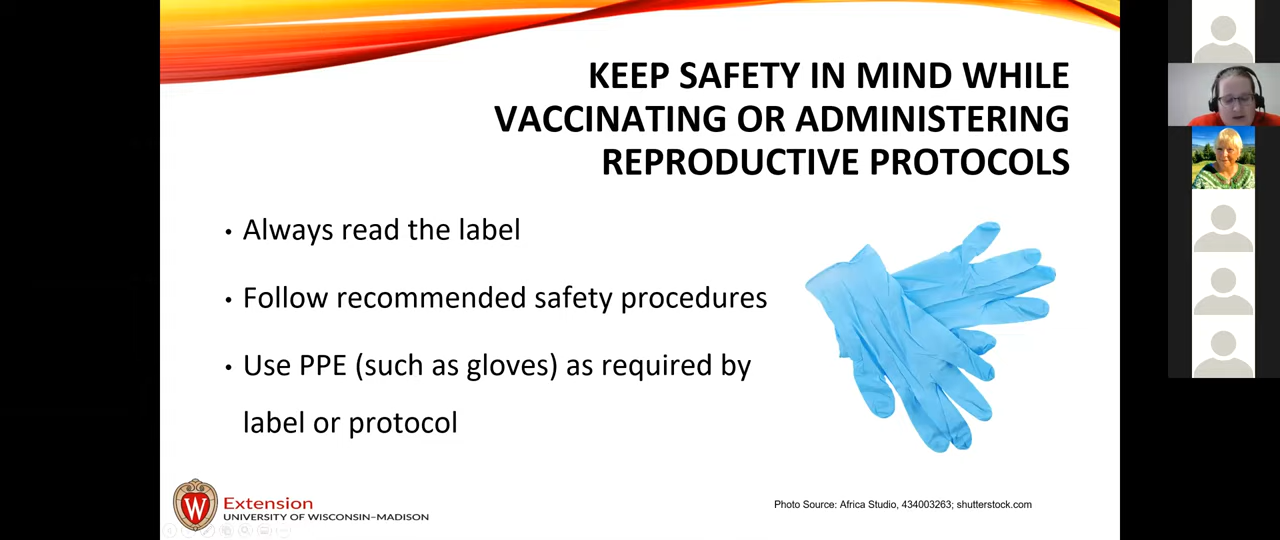 KEEP SAFETY IN MIND WHILE
VACCINATING OR ADMINISTERING
REPRODUCTIVE PROTOCOLS
• Always read the label
• Follow recommended safety procedures
• Use PPE (such as gloves) as required by
label or protocol
W
Extension
UNIVERSITY OF WISCONSIN–MADISON
Photo Source: Africa Studio, 434003263; shutterstock.com